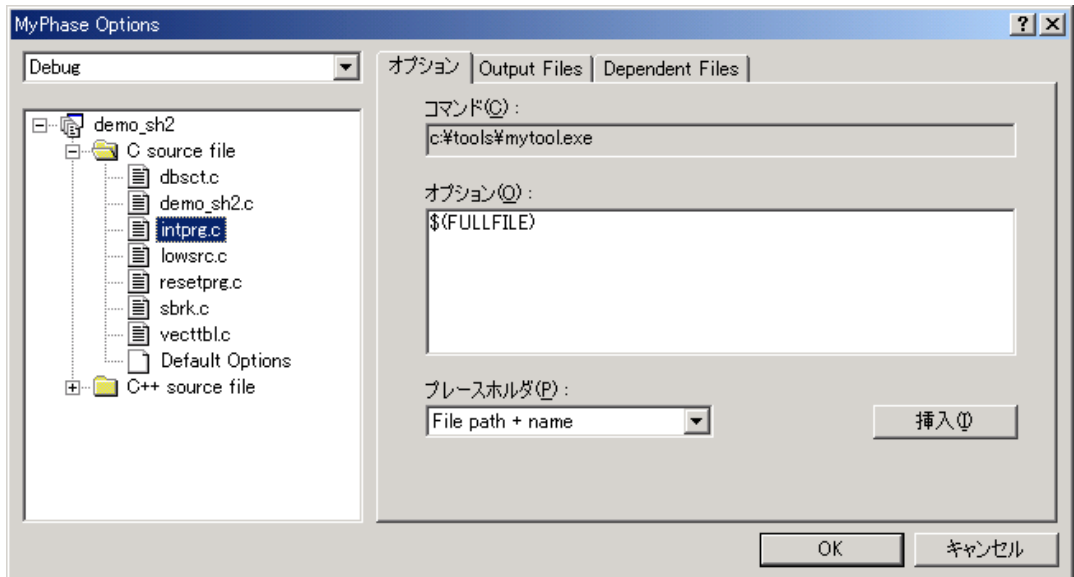 MyPhase Options
Debug
demo_sh2
C source file
dbsct.c
demo_sh2.c
intprg.c
lowsrc.c
resetprg.c
sbrk.c
vecttbl.c
Default Options
C++ source file
オプション Output Files Dependent Files
コマンド(C) :
c:¥tools¥mytool.exe
オプション(O) :
$(FULLFILE)
プレースホルダ(P) :
File path + name
挿入(I)
OK キャンセル